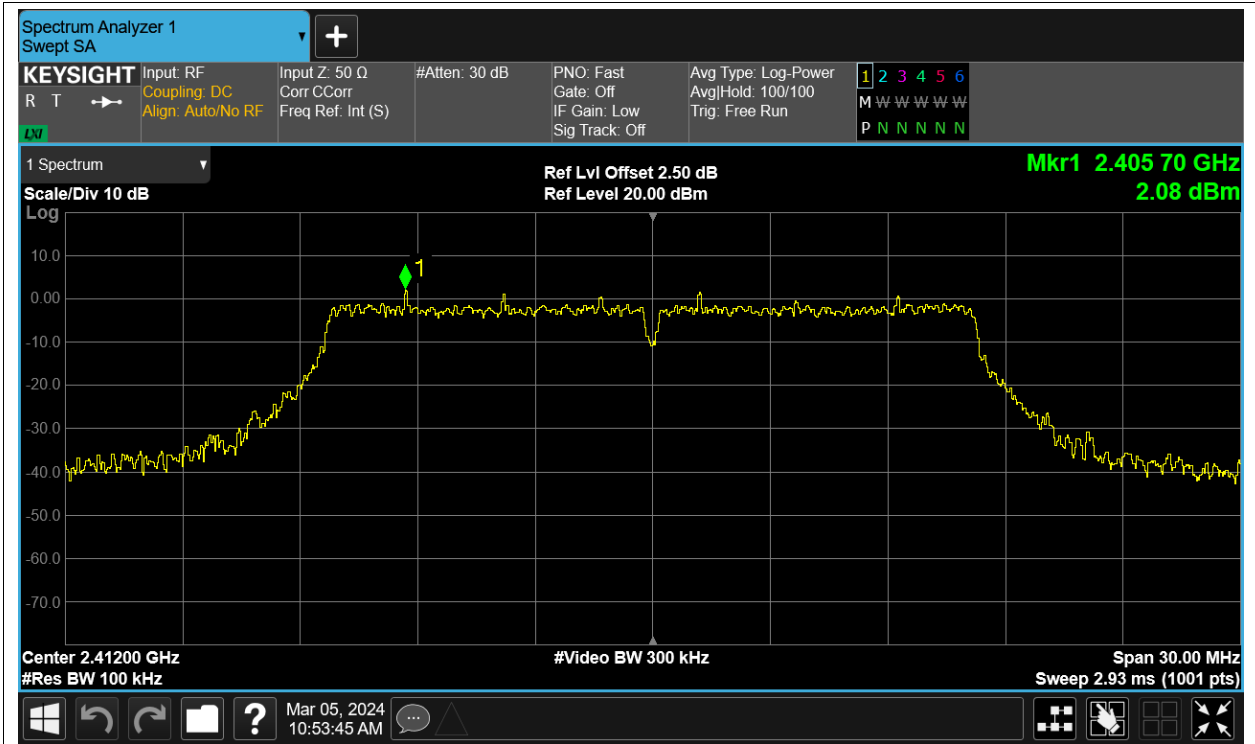 Spectrum Analyzer 1
Swept SA
KEYSIGHT
R T
LXI
Input: RF
Coupling: DC
Align: Auto/No RF
Input Z: 50 Ω
Corr CCorr
Freq Ref: Int (S)
#Atten: 30 dB
PNO: Fast
Gate: Off
IF Gain: Low
Sig Track: Off
Avg Type: Log-Power
Avg|Hold: 100/100
Trig: Free Run
1 2 3 4 5 6
M W W W W W
P N N N N N
1 Spectrum
Scale/Div 10 dB
Log
Ref Lvl Offset 2.50 dB
Ref Level 20.00 dBm
Mkr1 2.405 70 GHz
2.08 dBm
1
10.0
0.00
-10.0
-20.0
-30.0
-40.0
-50.0
-60.0
-70.0
Center 2.41200 GHz
#Res BW 100 kHz
#Video BW 300 kHz
Span 30.00 MHz
Sweep 2.93 ms (1001 pts)
?
Mar 05, 2024
10:53:45 AM